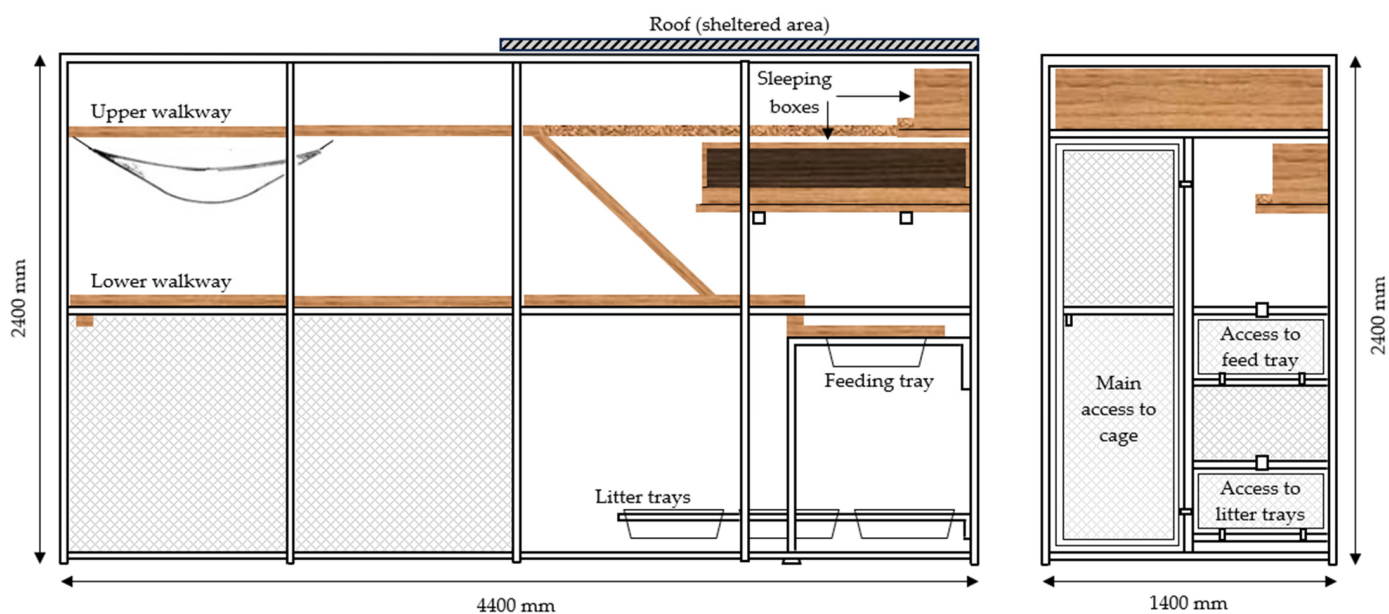 Roof (sheltered area)
Sleeping
boxes
Upper walkway
Lower walkway
2400 mm
Feeding tray
Litter trays
4400 mm
Access to
feed tray
Main
access to
cage
Access to
litter trays
2400 mm
1400 mm